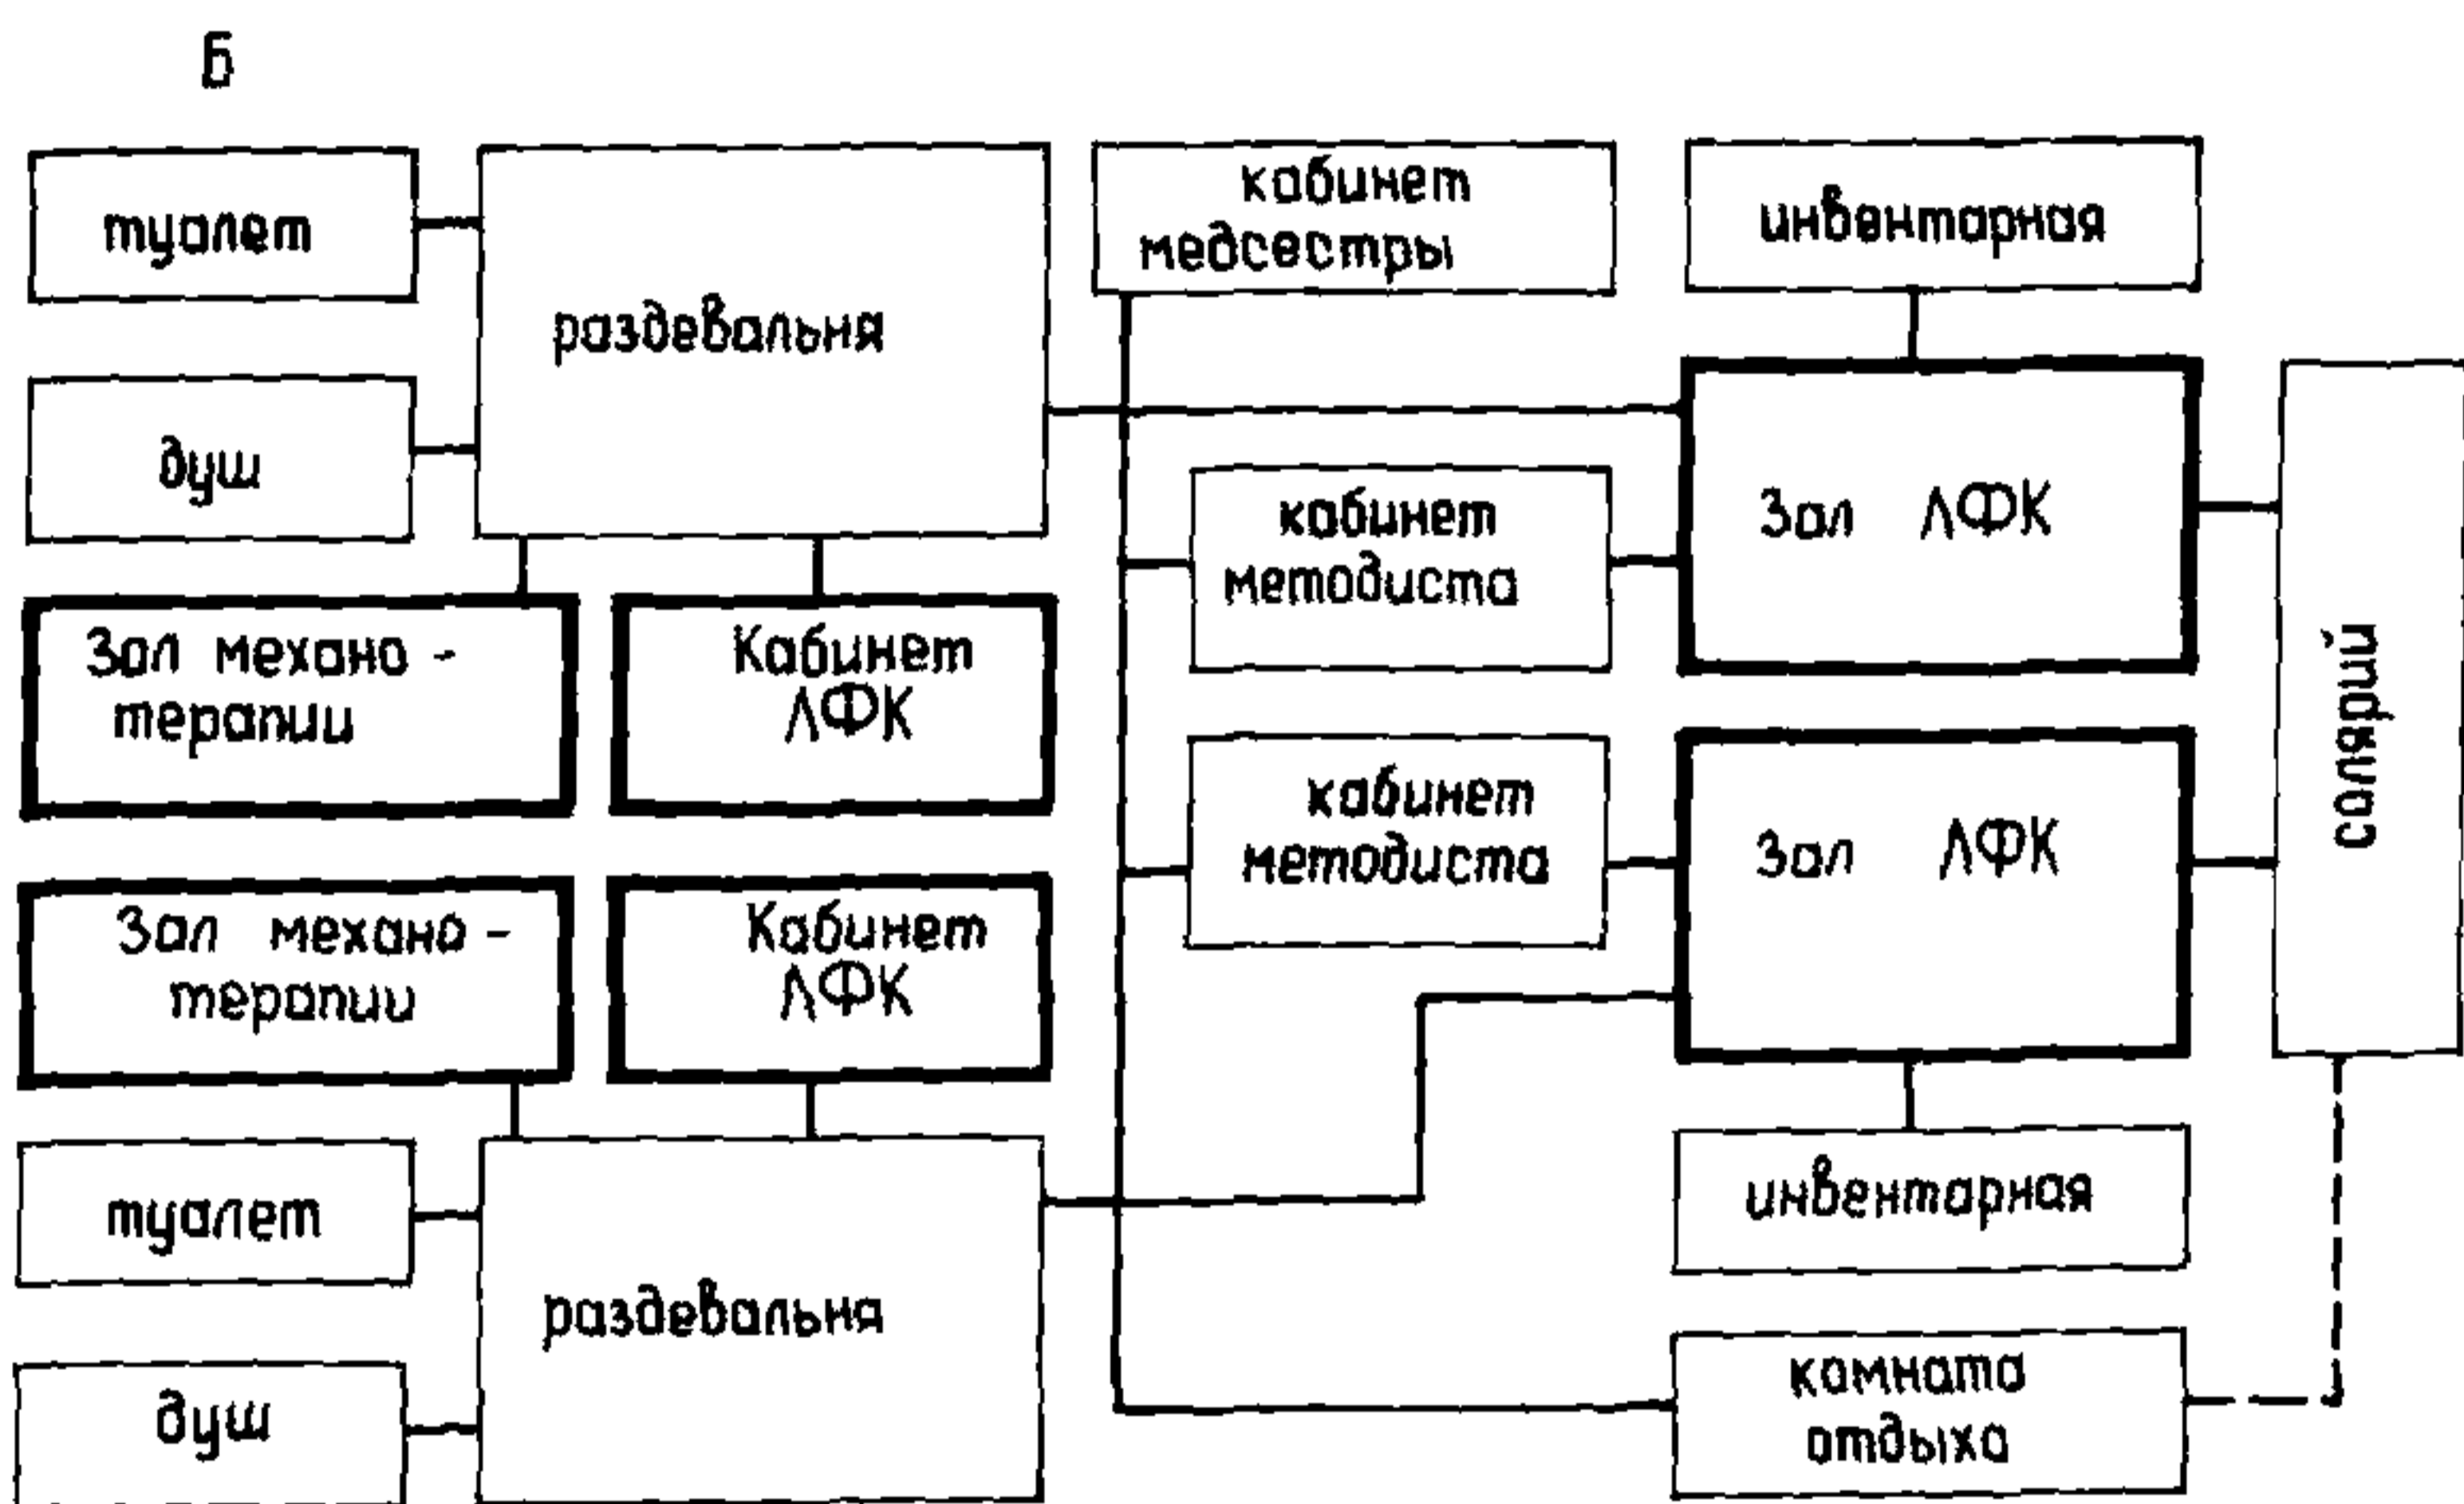 Б
туалет
раздевальня
кабинет
медсестры
инвентарная
душ
Зал механо-
терапии
Кабинет
ЛФК
кабинет
методиста
Зал ЛФК
солярий
кабинет
методиста
Зал ЛФК
Зал механо-
терапии
Кабинет
ЛФК
туалет
раздевальна
инвентарная
душ
комната
отдыха